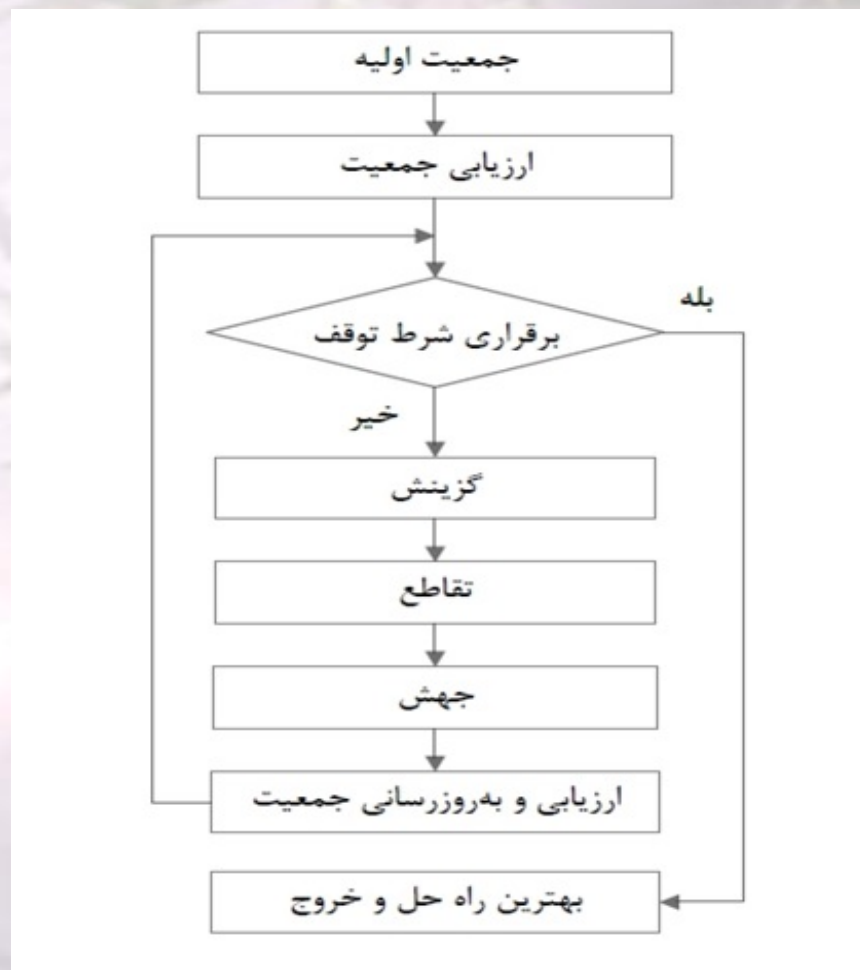 جمعیت اولیه
ارزیابی جمعیت
برقراری شرط توقف
بله
خیر
گزینش
تقاطع
جهش
ارزیابی و به‌روزرسانی جمعیت
بهترین راه حل و خروج